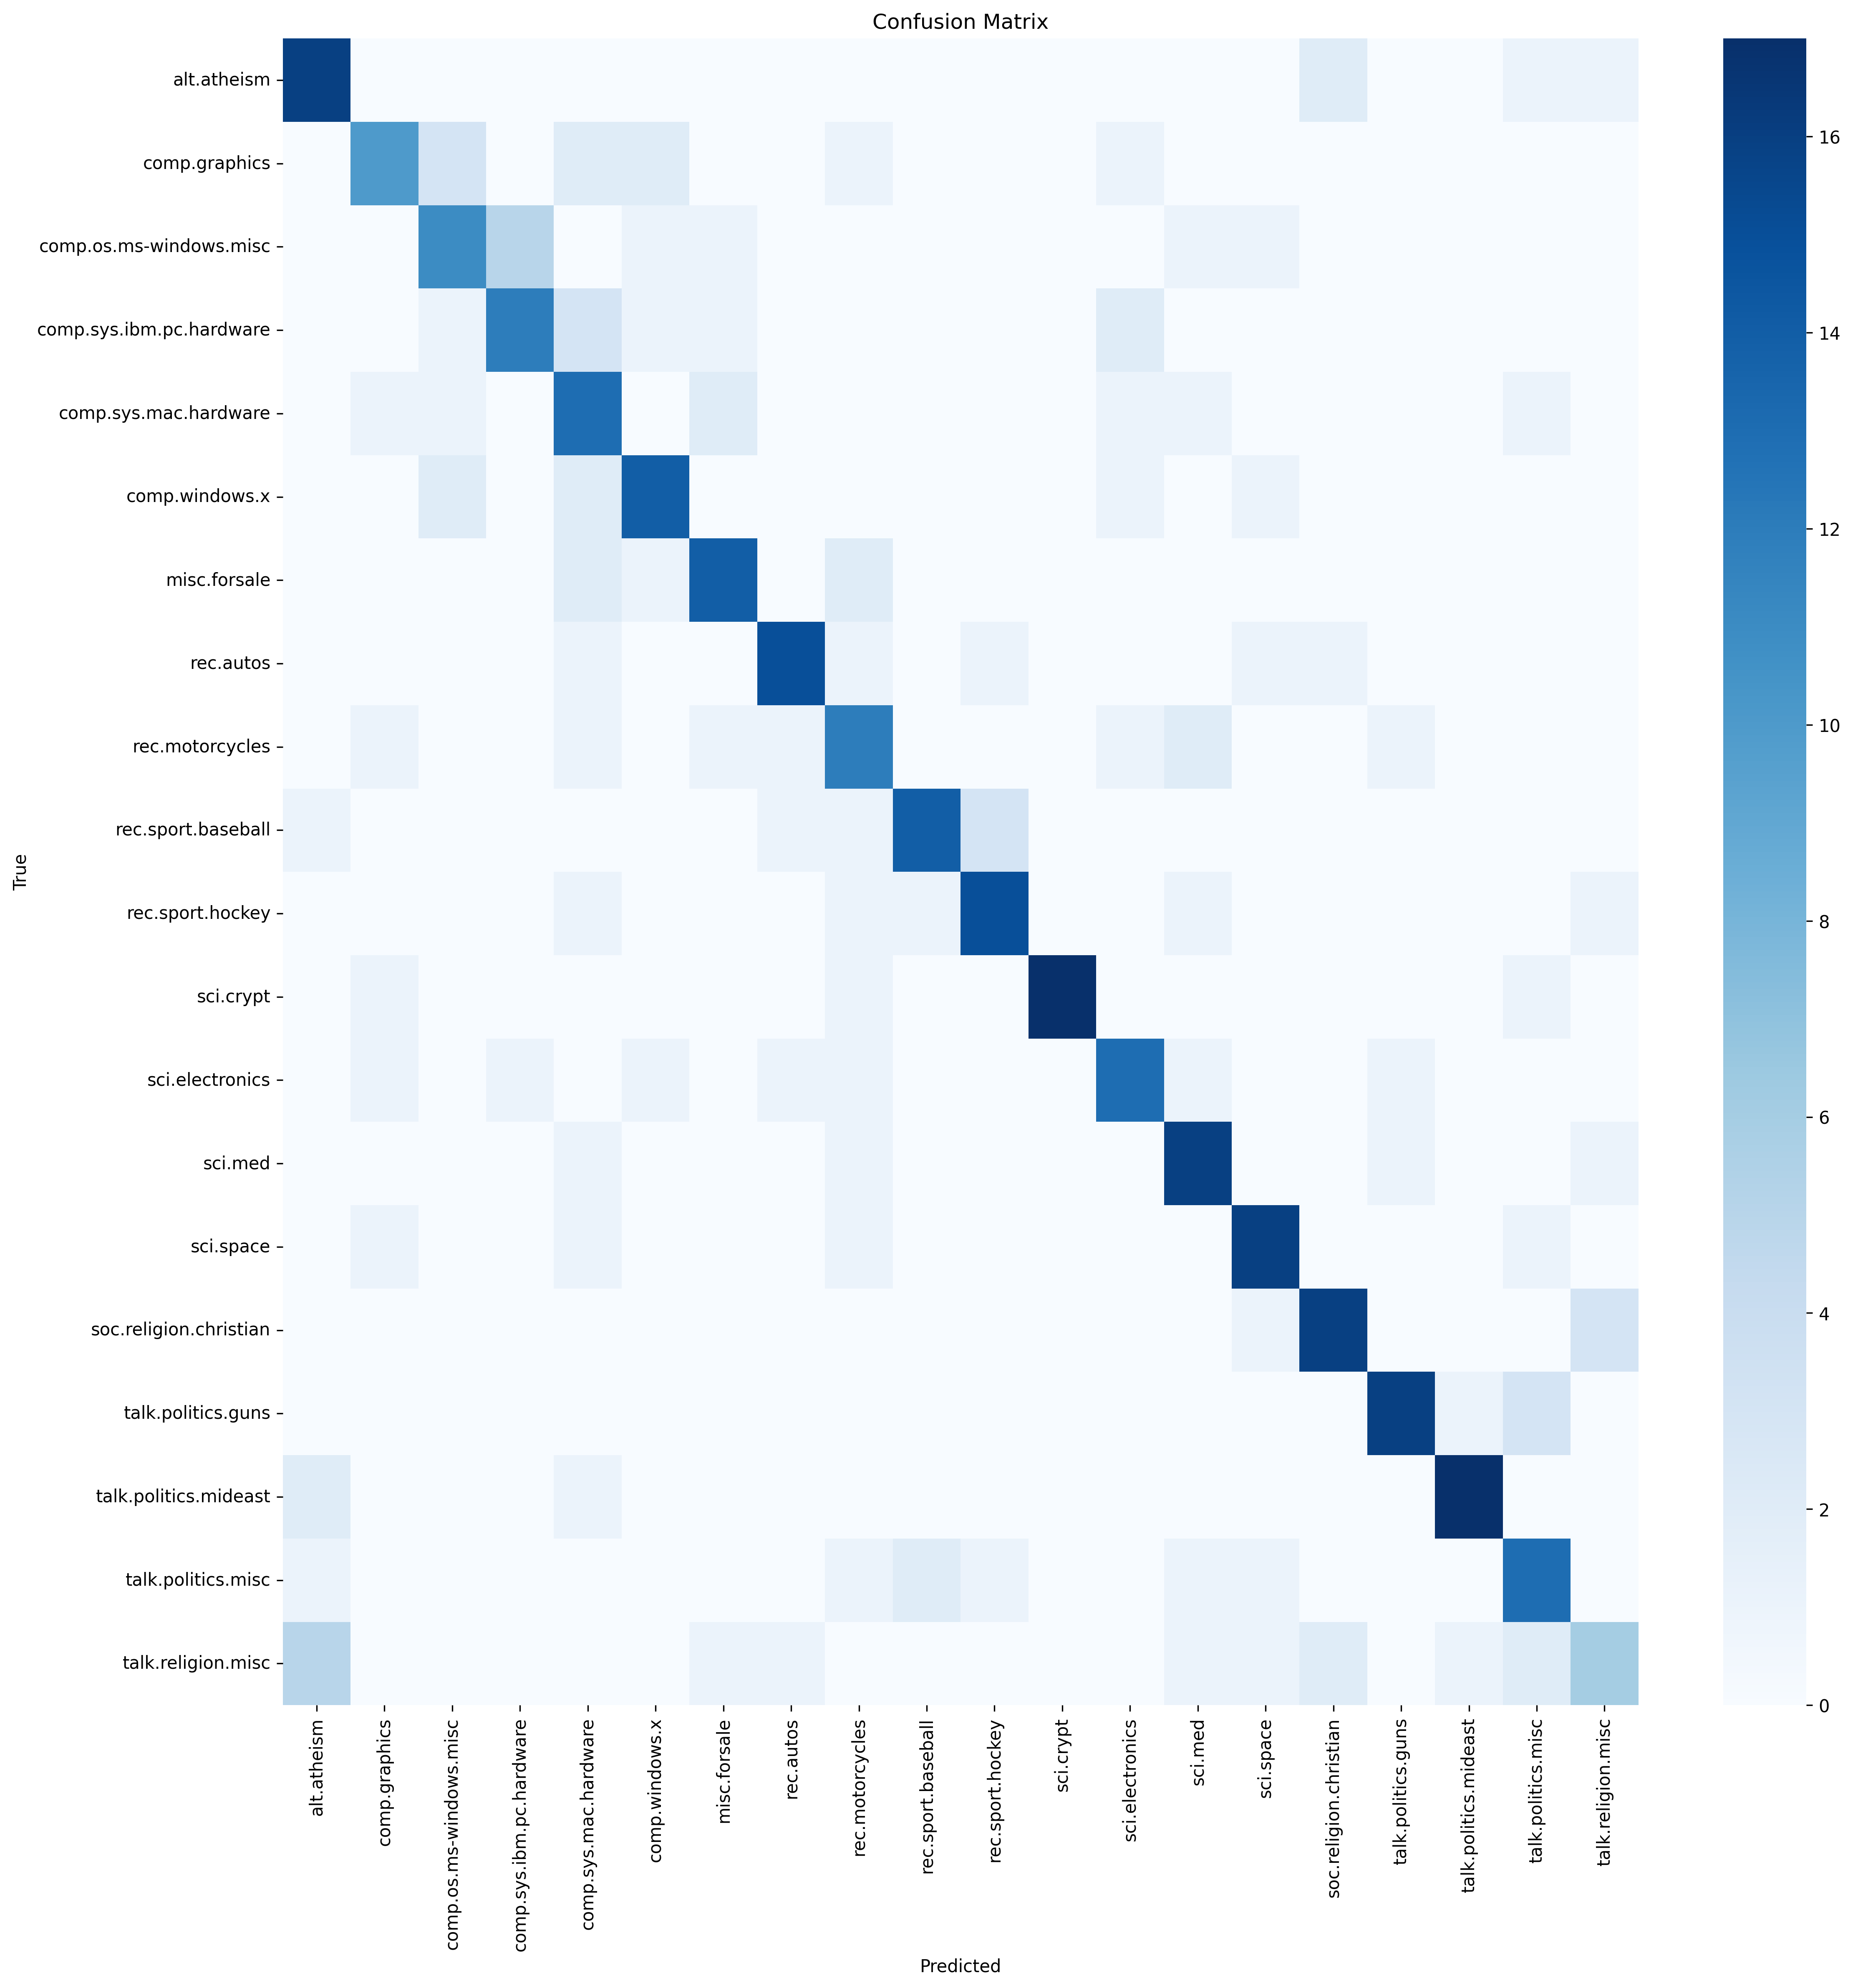 Confusion Matrix
True
alt.atheism
comp.graphics
comp.os.ms-windows.misc
comp.sys.ibm.pc.hardware
comp.sys.mac.hardware
comp.windows.x
misc.forsale
rec.autos
rec.motorcycles
rec.sport.baseball
rec.sport.hockey
sci.crypt
sci.electronics
sci.med
sci.space
soc.religion.christian
talk.politics.guns
talk.politics.mideast
talk.politics.misc
talk.religion.misc
alt.atheism
comp.graphics
comp.os.ms-windows.misc
comp.sys.ibm.pc.hardware
comp.sys.mac.hardware
comp.windows.x
misc.forsale
rec.autos
rec.motorcycles
rec.sport.baseball
rec.sport.hockey
sci.crypt
sci.electronics
sci.med
sci.space
soc.religion.christian
talk.politics.guns
talk.politics.mideast
talk.politics.misc
talk.religion.misc
Predicted
16
14
12
10
8
6
4
2
0